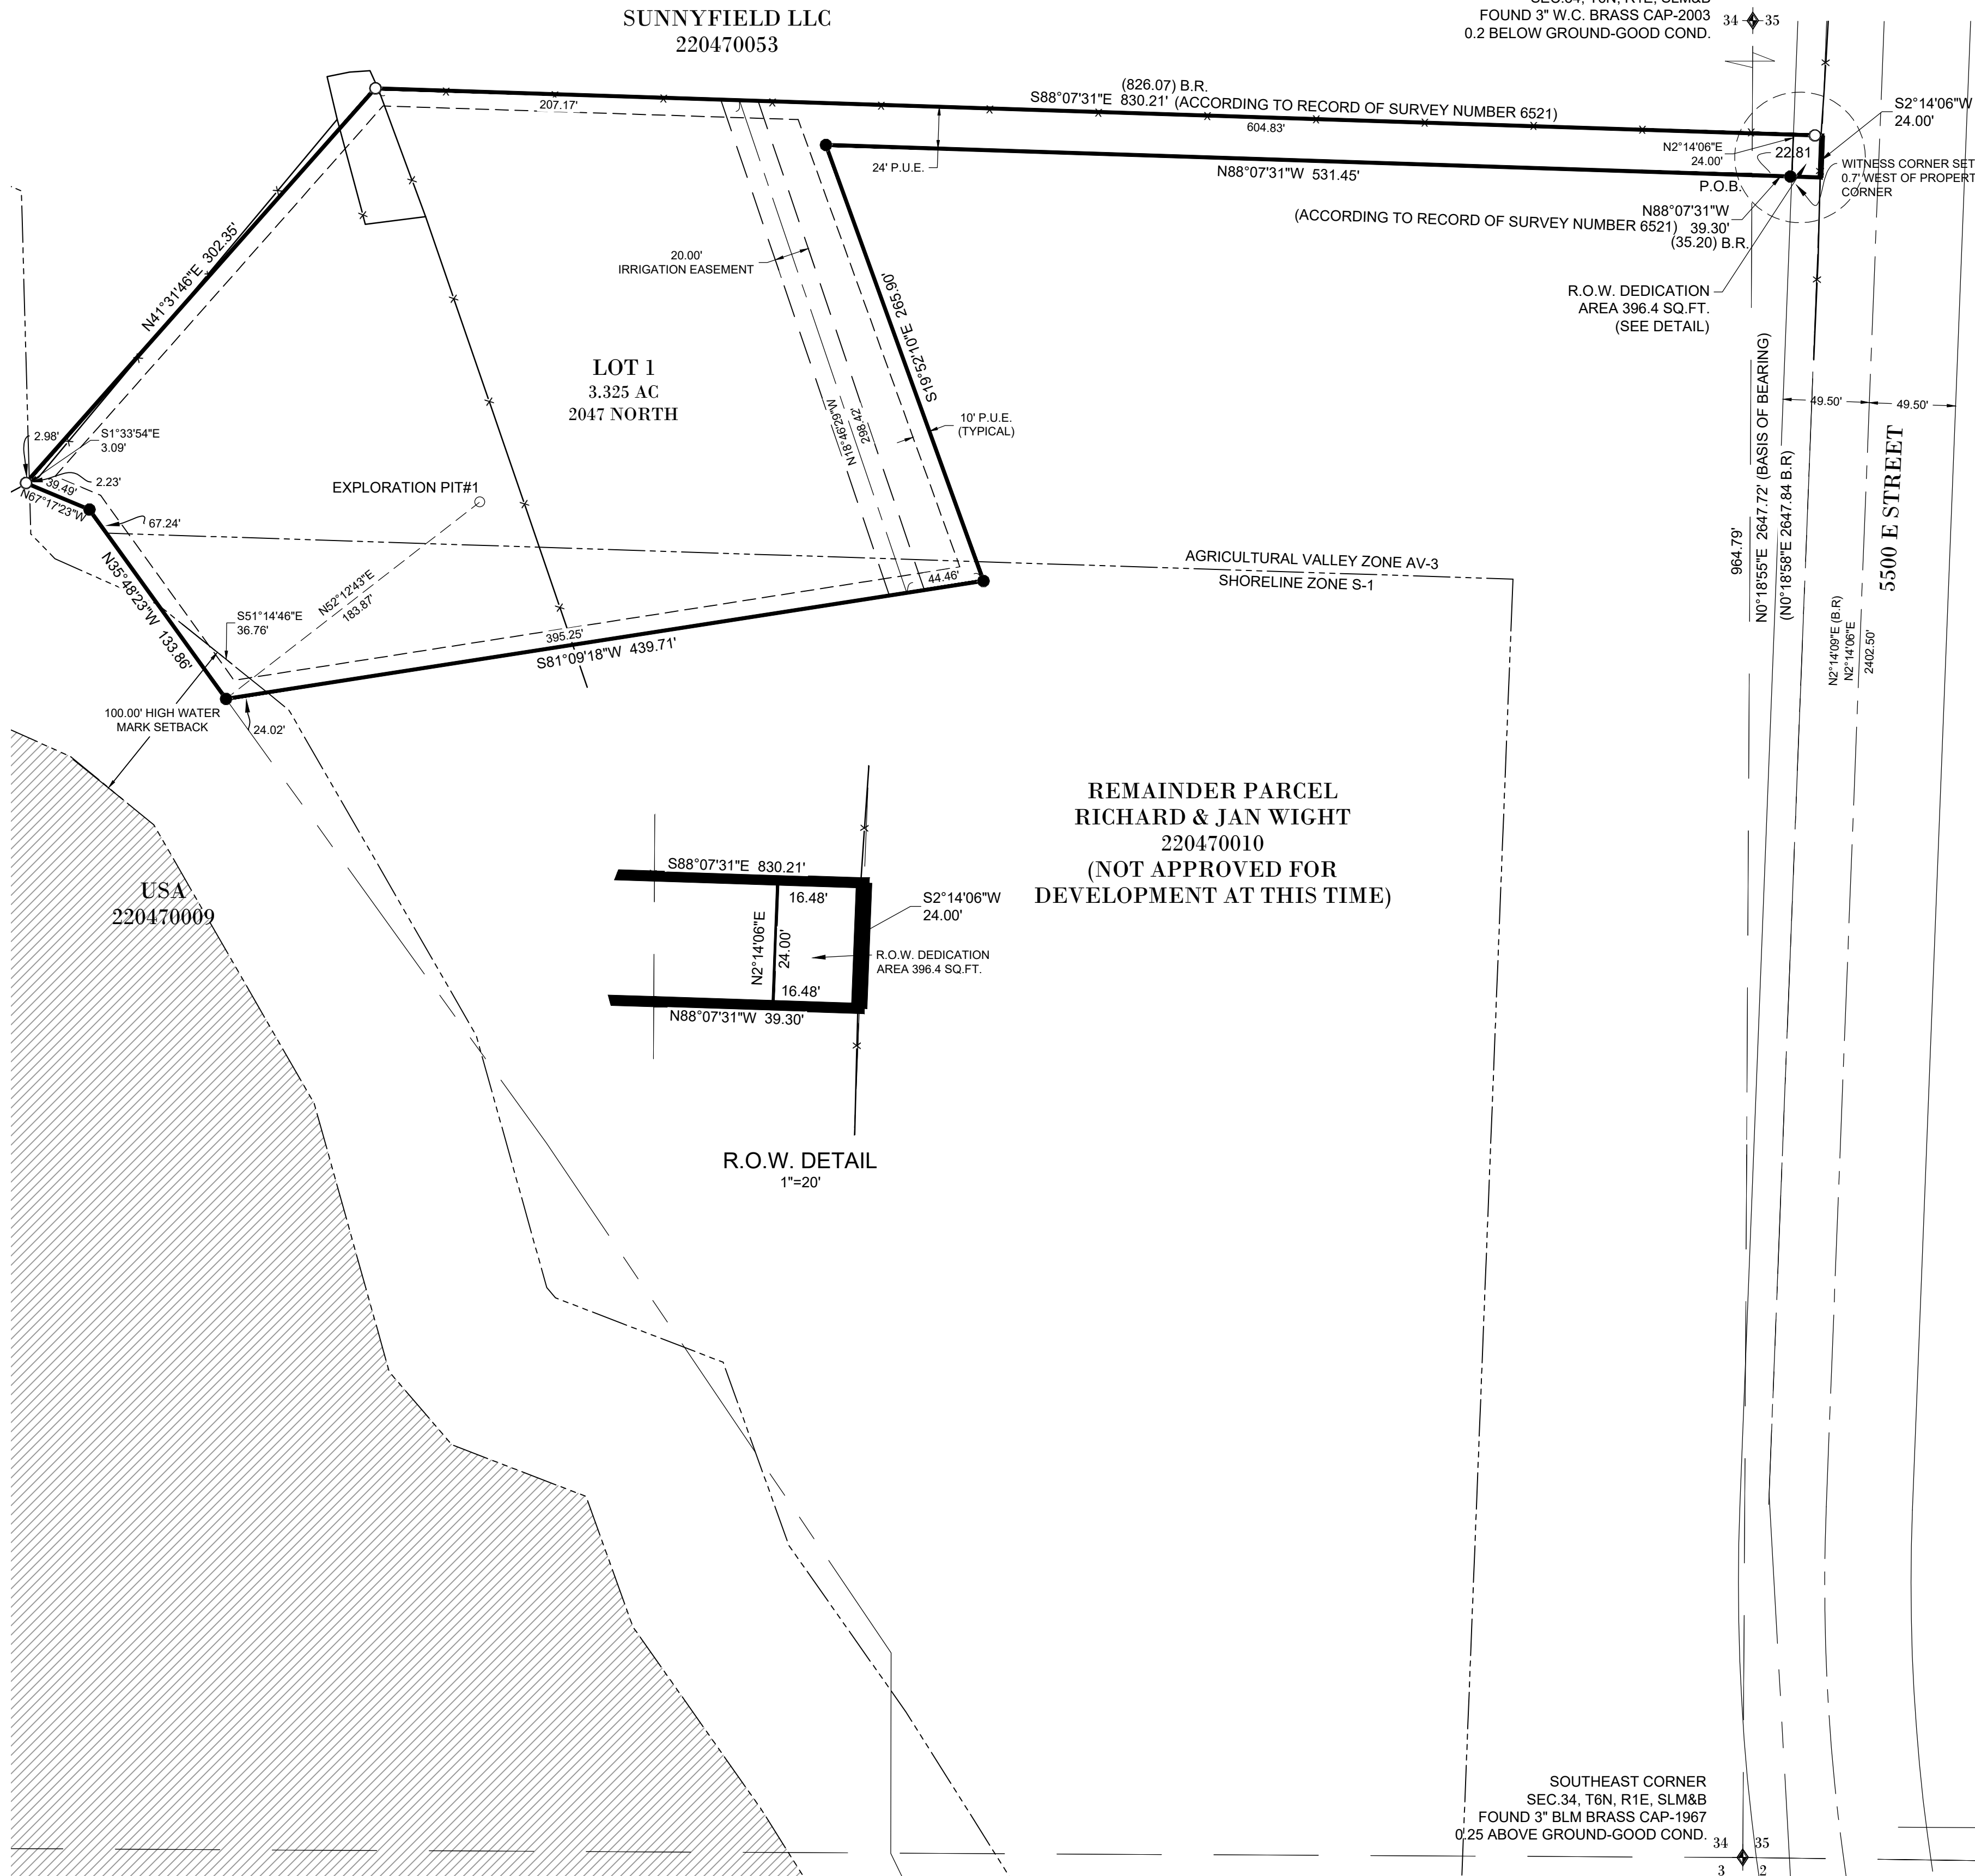 SUNNYFIELD LLC
220470053
SEC.34, T6N, R1E, SLM&B
FOUND 3" W.C. BRASS CAP-2003
0.2 BELOW GROUND-GOOD COND.
34 35
(826.07) B.R.
S88°07'31"E 830.21' (ACCORDING TO RECORD OF SURVEY NUMBER 6521)
207.17'
604.83'
S2°14'06"W
24.00'
N2°14'06"E
24.00'
22.81
WITNESS CORNER SET
0.7' WEST OF PROPERT
CORNER
24' P.U.E.
N88°07'31"W 531.45'
P.O.B.
N88°07'31"W
(ACCORDING TO RECORD OF SURVEY NUMBER 6521) 39.30'
(35.20) B.R.
R.O.W. DEDICATION
AREA 396.4 SQ.FT.
(SEE DETAIL)
N41°31'46"E 302.35'
20.00'
IRRIGATION EASEMENT
S19°52'10"E 265.90'
LOT 1
3.325 AC
2047 NORTH
N18°46'29"W
298.42'
10' P.U.E.
(TYPICAL)
49.50'
49.50'
2.98'
S1°33'54"E
3.09'
39.49'
2.23'
N67°17'23"W
67.24'
EXPLORATION PIT#1
N52°12'43"E
183.87'
N35°48'23"W 133.86'
S51°14'46"E
36.76'
AGRICULTURAL VALLEY ZONE AV-3
SHORELINE ZONE S-1
44.46'
395.25'
S81°09'18"W 439.71'
100.00' HIGH WATER
MARK SETBACK
24.02'
964.79'
N0°18'55"E 2647.72' (BASIS OF BEARING)
(N0°18'58"E 2647.84 B.R)
5500 E STREET
N2°14'09"E (B.R)
N2°14'06"E
2402.50'
REMAINDER PARCEL
RICHARD & JAN WIGHT
220470010
(NOT APPROVED FOR
DEVELOPMENT AT THIS TIME)
USA
220470009
S88°07'31"E 830.21'
16.48'
S2°14'06"W
24.00'
N2°14'06"E
24.00'
R.O.W. DEDICATION
AREA 396.4 SQ.FT.
16.48'
N88°07'31"W 39.30'
R.O.W. DETAIL
1"=20'
SOUTHEAST CORNER
SEC.34, T6N, R1E, SLM&B
FOUND 3" BLM BRASS CAP-1967
0.25 ABOVE GROUND-GOOD COND.
34 35
3 2